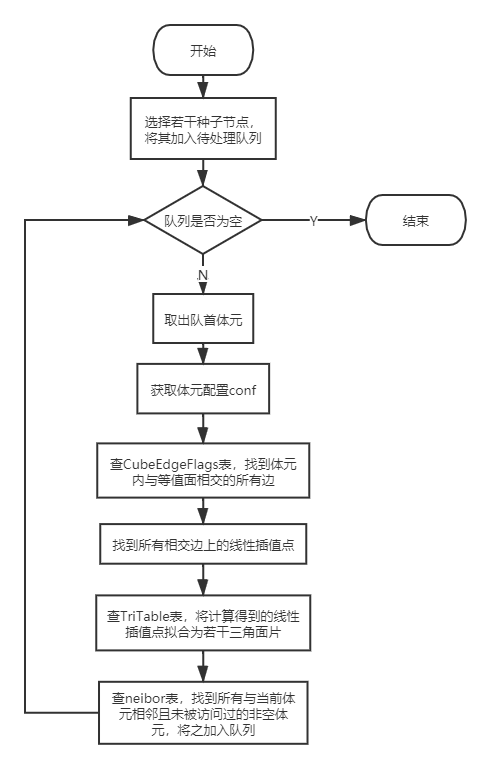 开始
选择若干种子节点，
将其加入待处理队列
队列是否为空
Y
结束
N
取出队首体元
获取体元配置conf
查CubeEdgeFlags表，找到体元
内与等值面相交的所有边
找到所有相交边上的线性插值点
查TriTable表，将计算得到的线性
插值点拟合为若干三角面片
查neibor表，找到所有与当前体
元相邻且未被访问过的非空体
元，将之加入队列